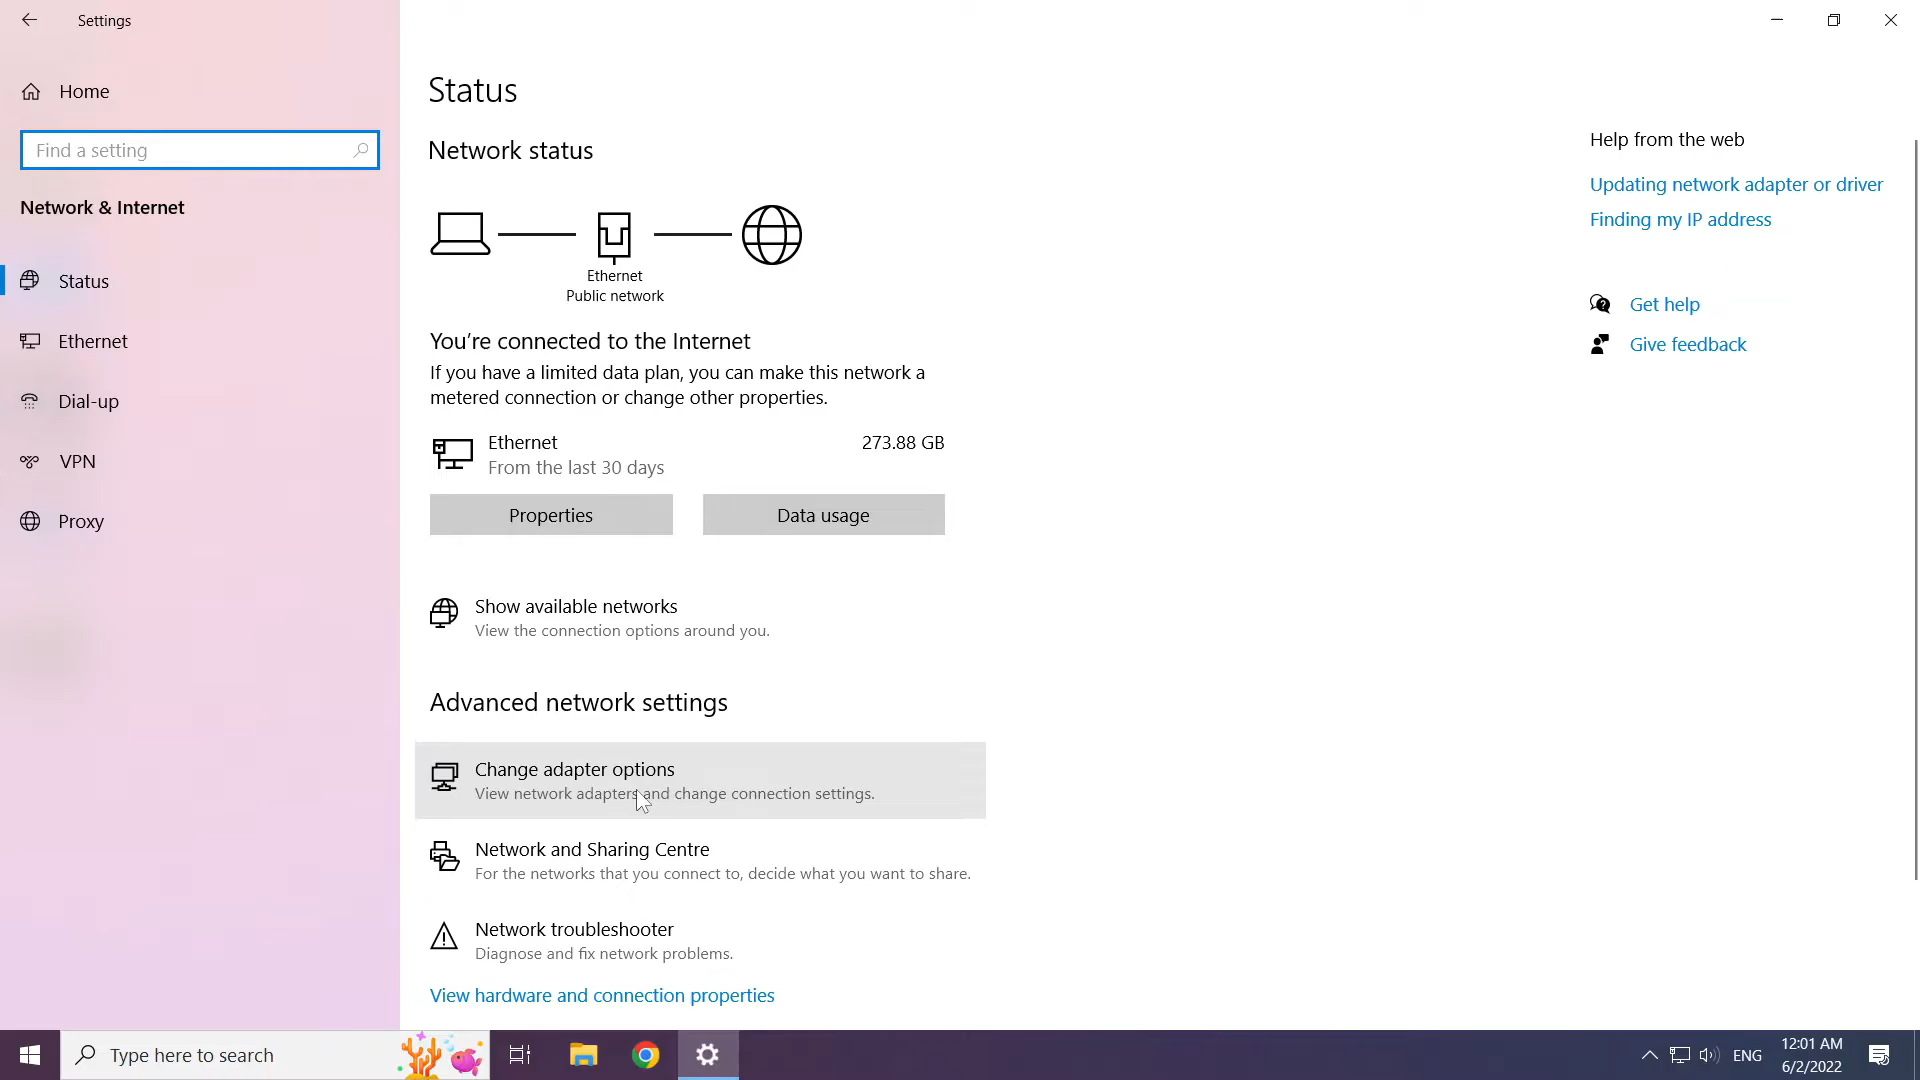 Settings
Home
Find a setting
Network & Internet
Status
Ethernet
Dial-up
VPN
Proxy
Status
Network status
Ethernet
Public network
You're connected to the Internet
If you have a limited data plan, you can make this network a
metered connection or change other properties.
Ethernet 273.88 GB
From the last 30 days
Properties Data usage
Show available networks
View the connection options around you.
Advanced network settings
Change adapter options
View network adapters and change connection settings.
Network and Sharing Centre
For the networks that you connect to, decide what you want to share.
Network troubleshooter
Diagnose and fix network problems.
View hardware and connection properties
Help from the web
Updating network adapter or driver
Finding my IP address
Get help
Give feedback
Type here to search
ENG
12:01 AM
6/2/2022